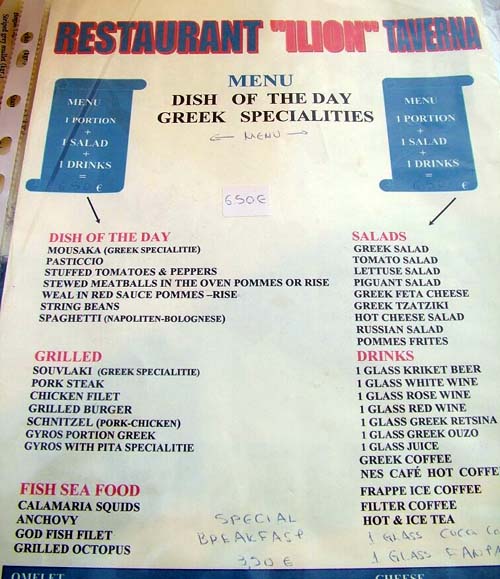 RESTAURANT "ILION" TAVERNA
MENU
DISH OF THE DAY
GREEK SPECIALITIES
← MENU →
MENU
1 PORTION
+
1 SALAD
+
1 DRINKS
=
€
MENU
1 PORTION
+
1 SALAD
+
1 DRINKS
=
€
6.50€
DISH OF THE DAY
MOUSAKA (GREEK SPECIALITIE)
PASTICCIO
STUFFED TOMATOES & PEPPERS
STEWED MEATBALLS IN THE OVEN POMMES OR RISE
WEAL IN RED SAUCE POMMES –RISE
STRING BEANS
SPAGHETTI (NAPOLITEN-BOLOGNESE)
GRILLED
SOUVLAKI (GREEK SPECIALITIE)
PORK STEAK
CHICKEN FILET
GRILLED BURGER
SCHNITZEL (PORK-CHICKEN)
GYROS PORTION GREEK
GYROS WITH PITA SPECIALITIE
FISH SEA FOOD
CALAMARIA SQUIDS
ANCHOVY
GOD FISH FILET
GRILLED OCTOPUS
SALADS
GREEK SALAD
TOMATO SALAD
LETTUSE SALAD
PIGUANT SALAD
GREEK FETA CHEESE
GREEK TZATZIKI
HOT CHEESE SALAD
RUSSIAN SALAD
POMMES FRITES
DRINKS
1 GLASS KRIKET BEER
1 GLASS WHITE WINE
1 GLASS ROSE WINE
1 GLASS RED WINE
1 GLASS GREEK RETSINA
1 GLASS GREEK OUZO
1 GLASS JUICE
GREEK COFFEE
NES CAFÉ HOT COFFE
FRAPPE ICE COFFEE
FILTER COFFEE
HOT & ICE TEA
1 GLASS COCA CO
1 GLASS FANTA
SPECIAL
BREAKFAST
3,50 €
OMELET
CHEESE